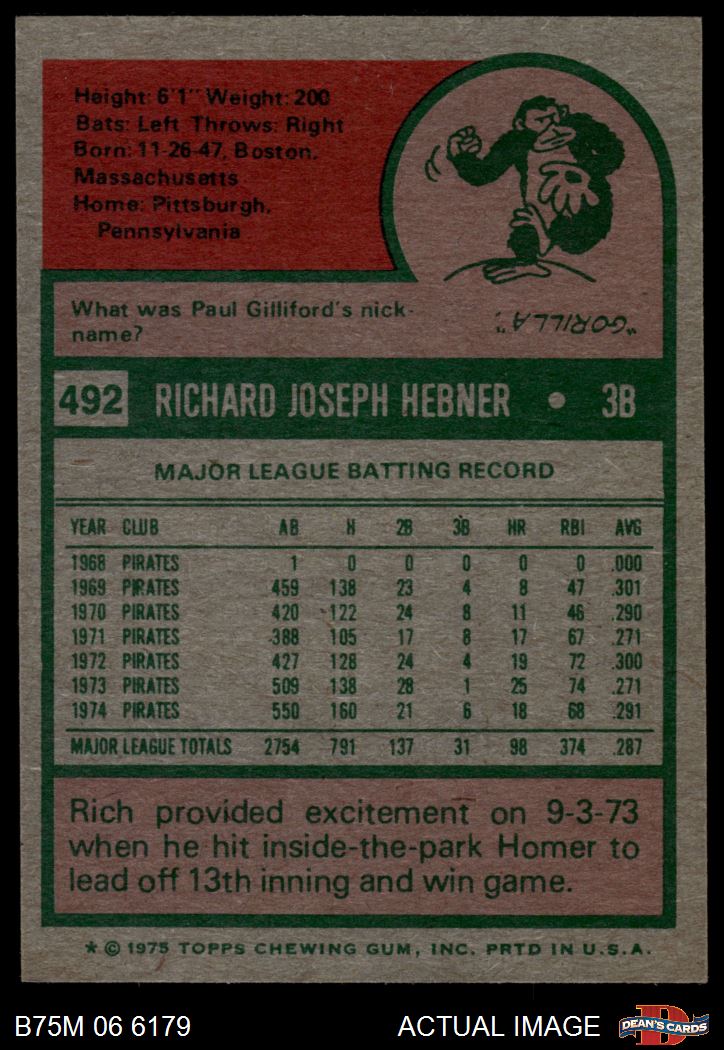 Height: 6'1" Weight: 200
Bats: Left Throws: Right
Born: 11-26-47, Boston,
Massachusetts
Home: Pittsburgh,
Pennsylvania
What was Paul Gilliford's nick-
name?
"GORILLA".
492 RICHARD JOSEPH HEBNER • 3B
MAJOR LEAGUE BATTING RECORD
YEAR CLUB AB H 2B 3B HR RBI AVG
1968 PIRATES 1 0 0 0 0 0 .000
1969 PIRATES 459 138 23 4 8 47 .301
1970 PIRATES 420 122 24 8 11 46 .290
1971 PIRATES 388 105 17 8 17 67 .271
1972 PIRATES 427 128 24 4 19 72 .300
1973 PIRATES 509 138 28 1 25 74 .271
1974 PIRATES 550 160 21 6 18 68 .291
MAJOR LEAGUE TOTALS 2754 791 137 31 98 374 .287
Rich provided excitement on 9-3-73
when he hit inside-the-park Homer to
lead off 13th inning and win game.
* © 1975 TOPPS CHEWING GUM, INC. PRTD IN U.S.A.
B75M 06 6179 ACTUAL IMAGE D DEAN'S CARDS